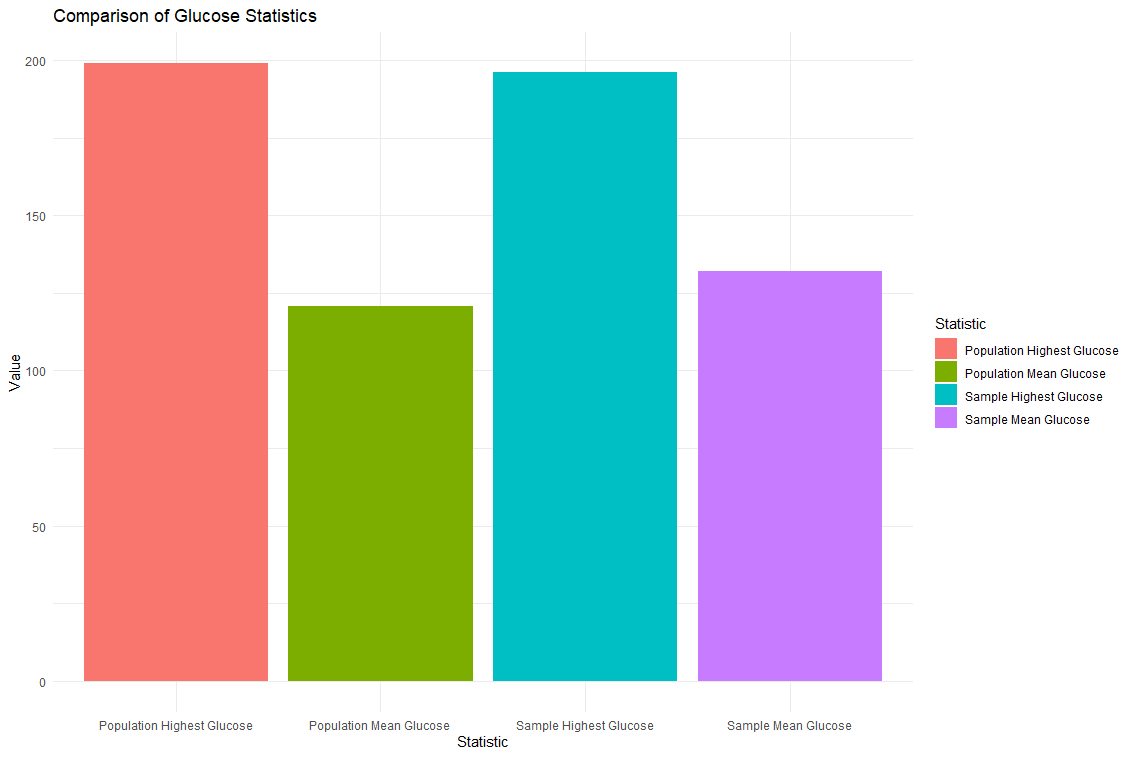 Comparison of Glucose Statistics
200
150
100
50
0
Value
Population Highest Glucose
Population Mean Glucose
Sample Highest Glucose
Sample Mean Glucose
Statistic
Statistic
Population Highest Glucose
Population Mean Glucose
Sample Highest Glucose
Sample Mean Glucose